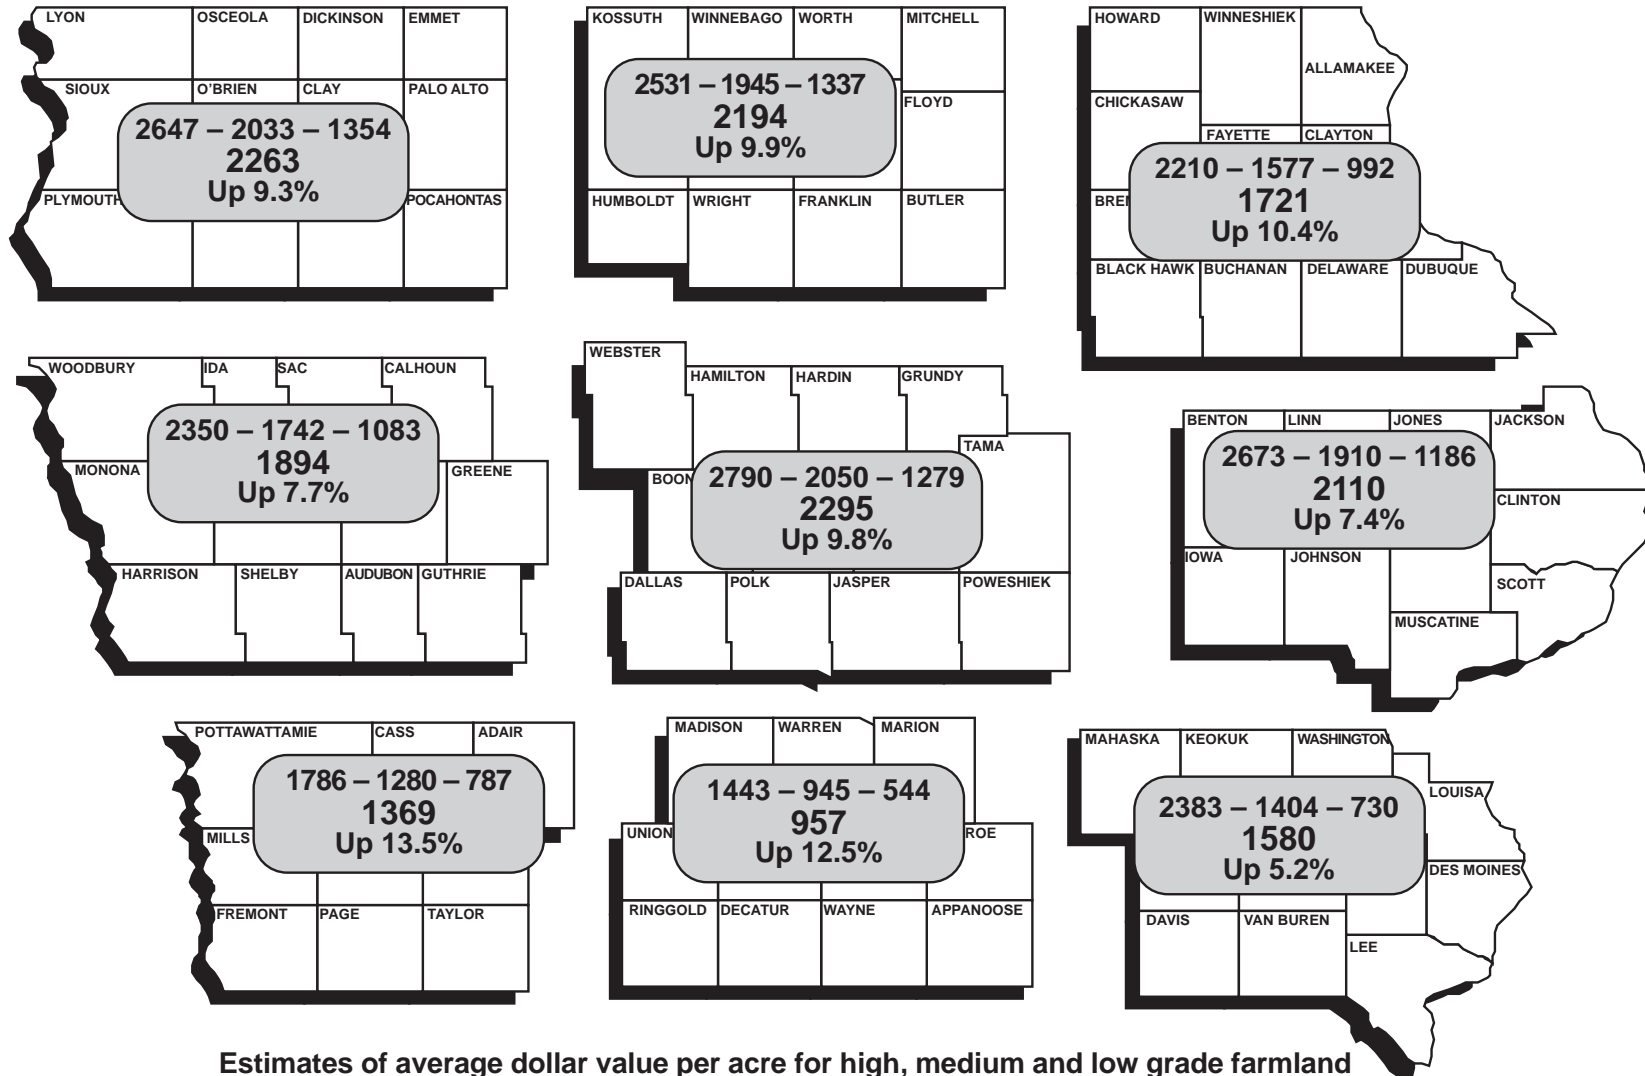 LYON OSCEOLA DICKINSON EMMET
SIOUX O'BRIEN CLAY PALO ALTO
2647 – 2033 – 1354
2263
Up 9.3%
PLYMOUTH POCAHONTAS
KOSSUTH WINNEBAGO WORTH MITCHELL
2531 – 1945 – 1337
2194
Up 9.9%
FLOYD
HUMBOLDT WRIGHT FRANKLIN BUTLER
HOWARD WINNESHIEK
ALLAMAKEE
CHICKASAW
FAYETTE CLAYTON
2210 – 1577 – 992
1721
Up 10.4%
BREM
BLACK HAWK BUCHANAN DELAWARE DUBUQUE
WOODBURY IDA SAC CALHOUN
2350 – 1742 – 1083
1894
Up 7.7%
MONONA GREENE
HARRISON SHELBY AUDUBON GUTHRIE
WEBSTER
HAMILTON HARDIN GRUNDY
TAMA
BOON
2790 – 2050 – 1279
2295
Up 9.8%
DALLAS POLK JASPER POWESHIEK
BENTON LINN JONES JACKSON
2673 – 1910 – 1186
2110
Up 7.4%
CLINTON
IOWA JOHNSON
SCOTT
MUSCATINE
POTTAWATTAMIE CASS ADAIR
1786 – 1280 – 787
1369
Up 13.5%
MILLS
FREMONT PAGE TAYLOR
MADISON WARREN MARION
1443 – 945 – 544
957
Up 12.5%
UNION ROE
RINGGOLD DECATUR WAYNE APPANOOSE
MAHASKA KEOKUK WASHINGTON
LOUISA
2383 – 1404 – 730
1580
Up 5.2%
DES MOINES
DAVIS VAN BUREN
LEE
Estimates of average dollar value per acre for high, medium and low grade farmland